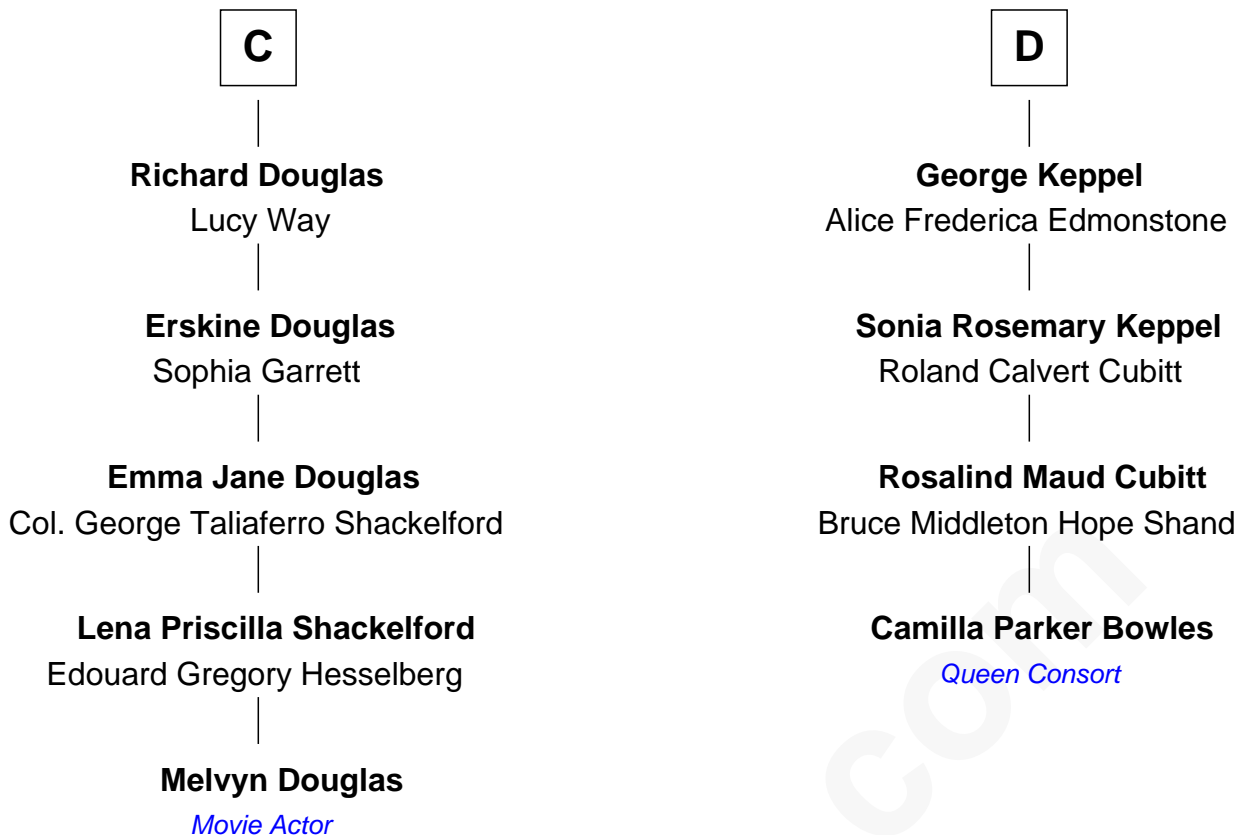 C
Richard Douglas
Lucy Way
Erskine Douglas
Sophia Garrett
Emma Jane Douglas
Col. George Taliaferro Shackelford
Lena Priscilla Shackelford
Edouard Gregory Hesselberg
Melvyn Douglas
Movie Actor
D
George Keppel
Alice Frederica Edmonstone
Sonia Rosemary Keppel
Roland Calvert Cubitt
Rosalind Maud Cubitt
Bruce Middleton Hope Shand
Camilla Parker Bowles
Queen Consort
com